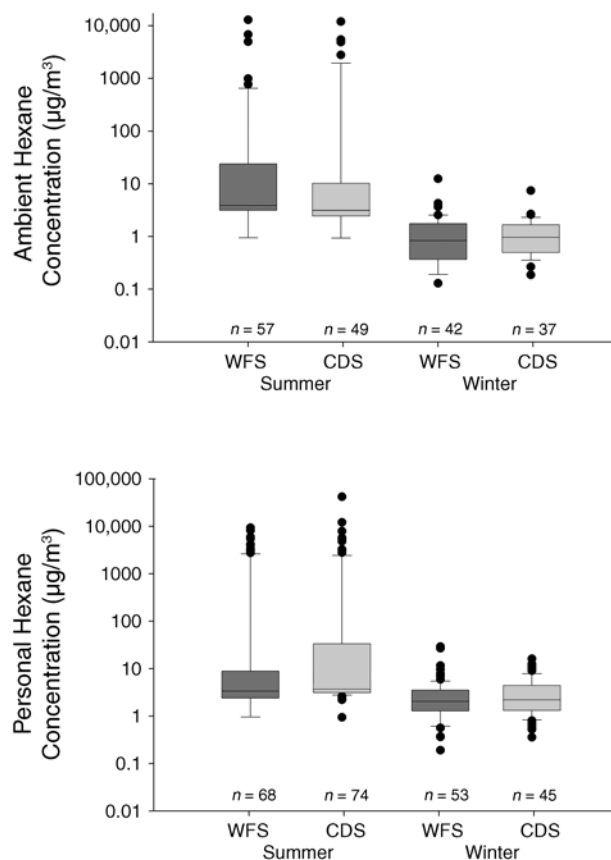 Ambient Hexane
Concentration (µg/m³)
10,000
1000
100
10
1
0.1
0.01
n = 57 n = 49 n = 42 n = 37
WFS CDS WFS CDS
Summer Winter
Personal Hexane
Concentration (µg/m³)
100,000
10,000
1000
100
10
1
0.1
0.01
n = 68 n = 74 n = 53 n = 45
WFS CDS WFS CDS
Summer Winter